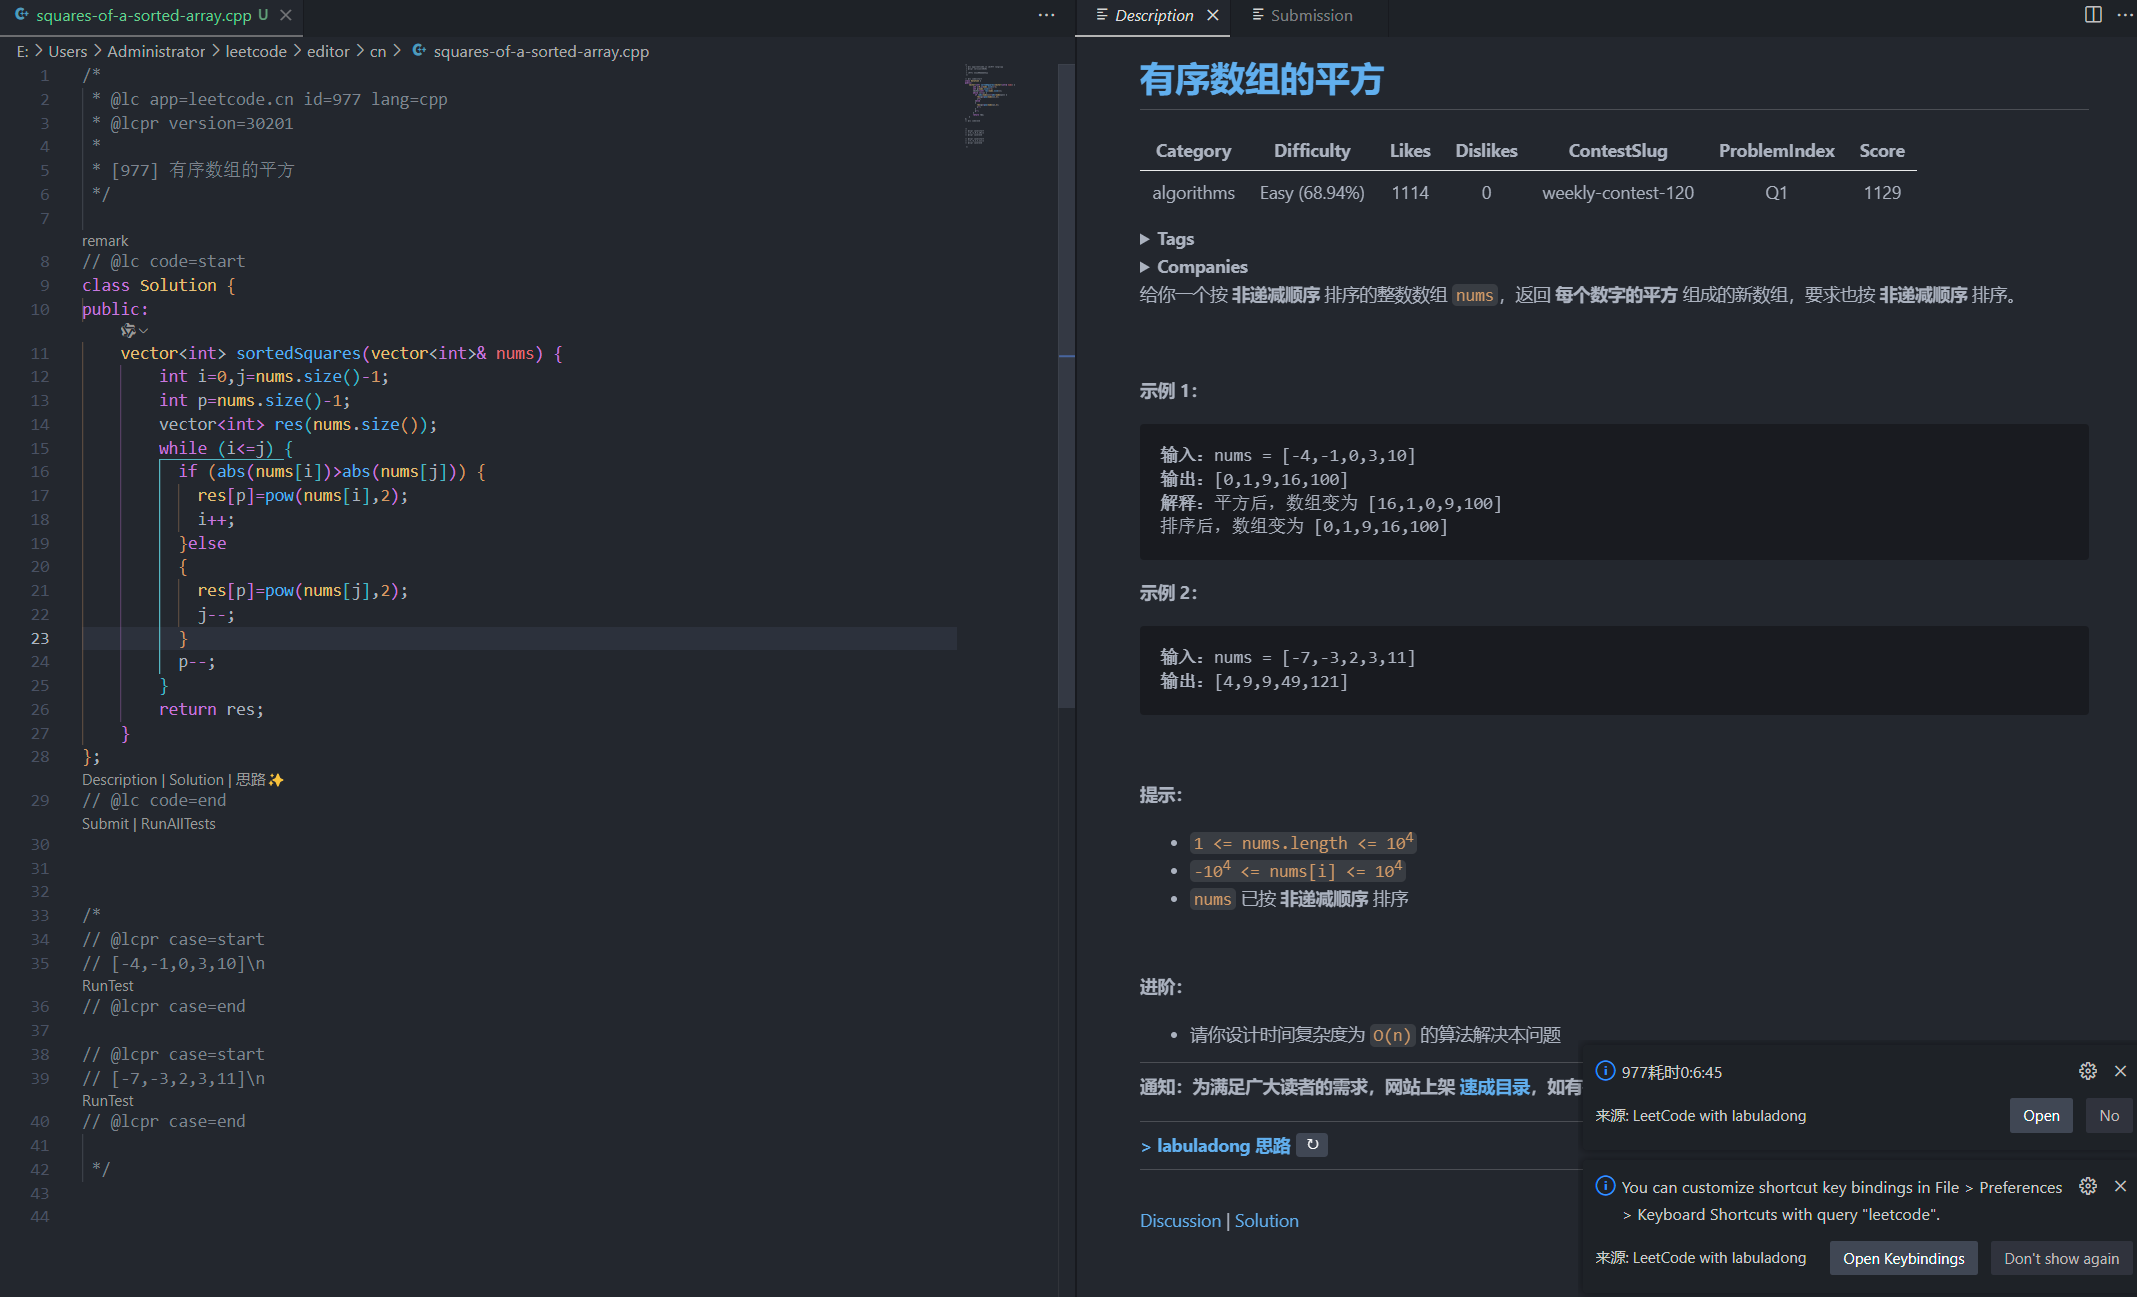 squares-of-a-sorted-array.cpp U
E: > Users > Administrator > leetcode > editor > cn > squares-of-a-sorted-array.cpp
1 /*
2 * @lc app=leetcode.cn id=977 lang=cpp
3 * @lcpr version=30201
4 *
5 * [977] 有序数组的平方
6 */
7
remark
8 // @lc code=start
9 class Solution {
10 public:
11 vector<int> sortedSquares(vector<int>& nums) {
12 int i=0,j=nums.size()-1;
13 int p=nums.size()-1;
14 vector<int> res(nums.size());
15 while (i<=j) {
16 if (abs(nums[i])>abs(nums[j])) {
17 res[p]=pow(nums[i],2);
18 i++;
19 }else
20 {
21 res[p]=pow(nums[j],2);
22 j--;
23 }
24 p--;
25 }
26 return res;
27 }
28 };
Description | Solution | 思路✨
29 // @lc code=end
Submit | RunAllTests
30
31
32
33 /*
34 // @lcpr case=start
35 // [-4,-1,0,3,10]\n
RunTest
36 // @lcpr case=end
37
38 // @lcpr case=start
39 // [-7,-3,2,3,11]\n
RunTest
40 // @lcpr case=end
41
42 */
43
44
Description
Submission
有序数组的平方
Category Difficulty Likes Dislikes ContestSlug ProblemIndex Score
algorithms Easy (68.94%) 1114 0 weekly-contest-120 Q1 1129
Tags
Companies
给你一个按 非递减顺序 排序的整数数组 nums，返回 每个数字的平方 组成的新数组，要求也按 非递减顺序 排序。
示例 1：
输入：nums = [-4,-1,0,3,10]
输出：[0,1,9,16,100]
解释：平方后，数组变为 [16,1,0,9,100]
排序后，数组变为 [0,1,9,16,100]
示例 2：
输入：nums = [-7,-3,2,3,11]
输出：[4,9,9,49,121]
提示：
• 1 <= nums.length <= 10⁴
• -10⁴ <= nums[i] <= 10⁴
• nums 已按 非递减顺序 排序
进阶：
• 请你设计时间复杂度为 O(n) 的算法解决本问题
通知：为满足广大读者的需求，网站上架 速成目录，如有
> labuladong 思路
Discussion | Solution
977耗时0:6:45
来源: LeetCode with labuladong
Open No
You can customize shortcut key bindings in File > Preferences
> Keyboard Shortcuts with query "leetcode".
来源: LeetCode with labuladong
Open Keybindings Don't show again